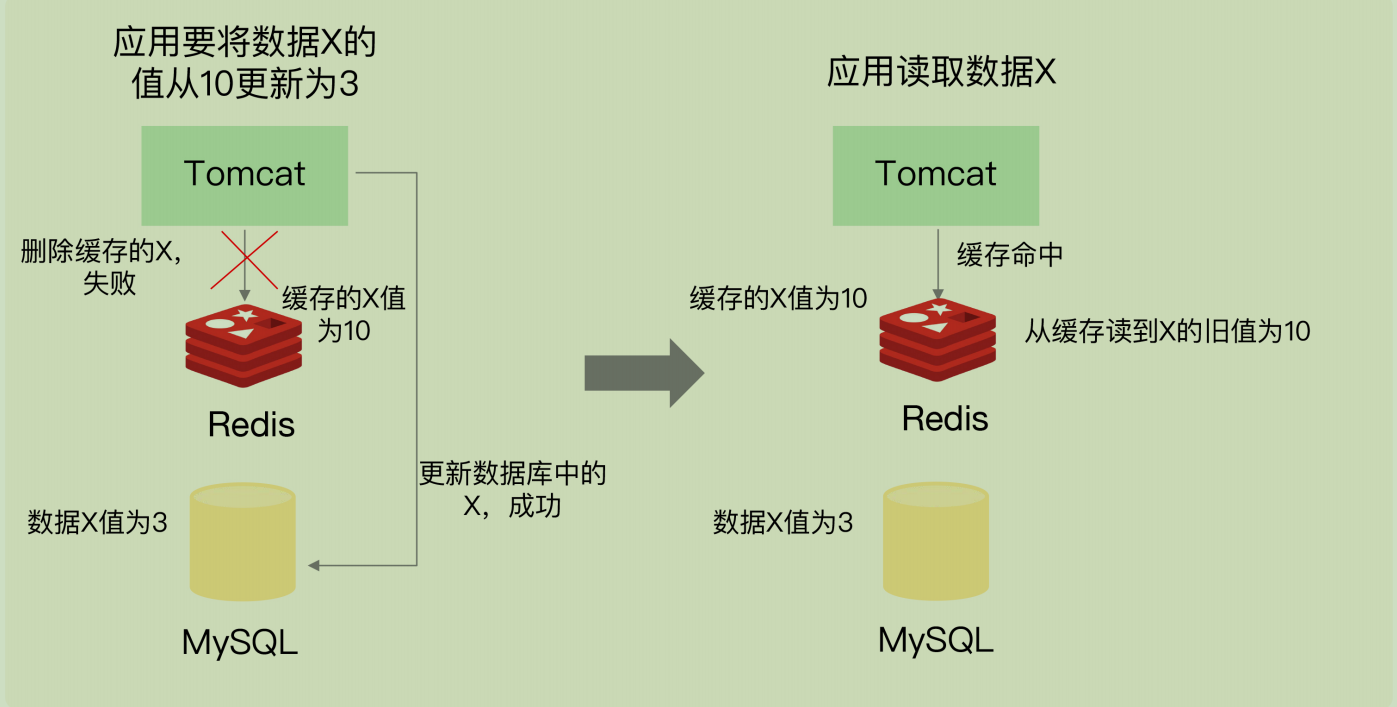 应用要将数据X的
值从10更新为3
Tomcat
删除缓存的X，
失败
缓存的X值
为10
Redis
更新数据库中的
X，成功
数据X值为3
MySQL
应用读取数据X
Tomcat
缓存命中
缓存的X值为10
从缓存读到X的旧值为10
Redis
数据X值为3
MySQL